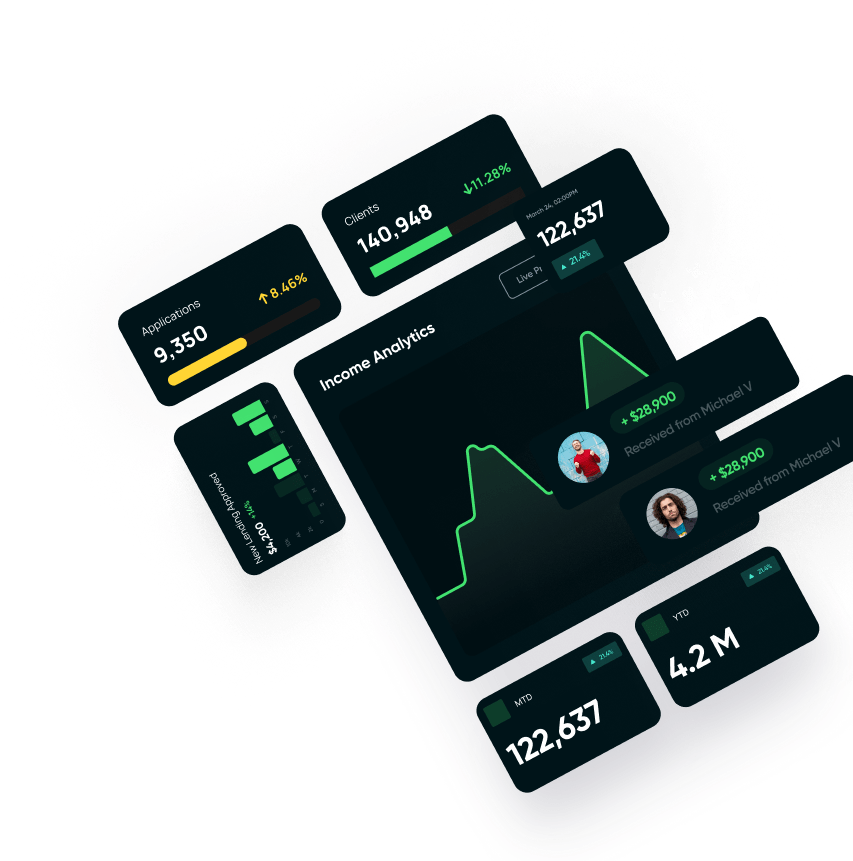 Clients
↓11.28%
140,948
March 24, 02:00PM
122,637
▲ 21.4%
Applications
↑8.46%
9,350
Live Pr
Income Analytics
+ $28,900
Received from Michael V
+ $28,900
Received from Michael V
New Lending Approved
$4,200 +14%
YTD
▲ 21.4%
4.2 M
MTD
▲ 21.4%
122,637